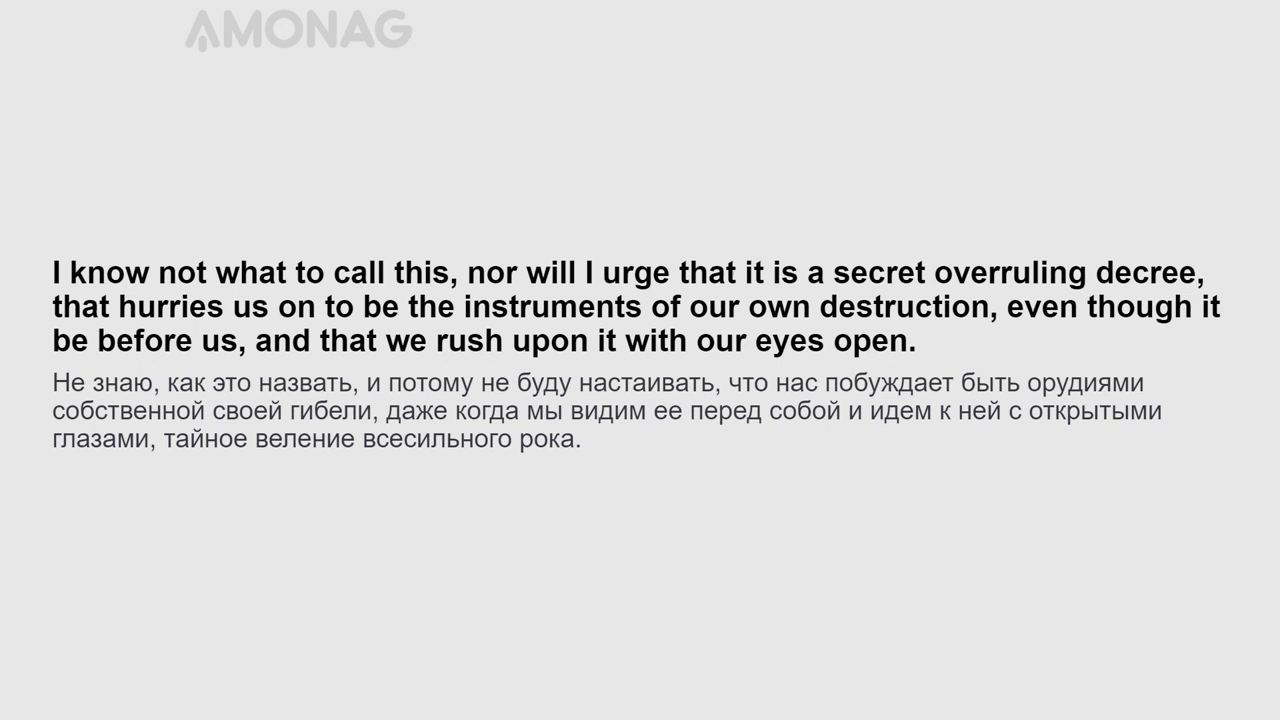 AMONAG
I know not what to call this, nor will I urge that it is a secret overruling decree,
that hurries us on to be the instruments of our own destruction, even though it
be before us, and that we rush upon it with our eyes open.
Не знаю, как это назвать, и потому не буду настаивать, что нас побуждает быть орудиями
собственной своей гибели, даже когда мы видим ее перед собой и идем к ней с открытыми
глазами, тайное веление всесильного рока.